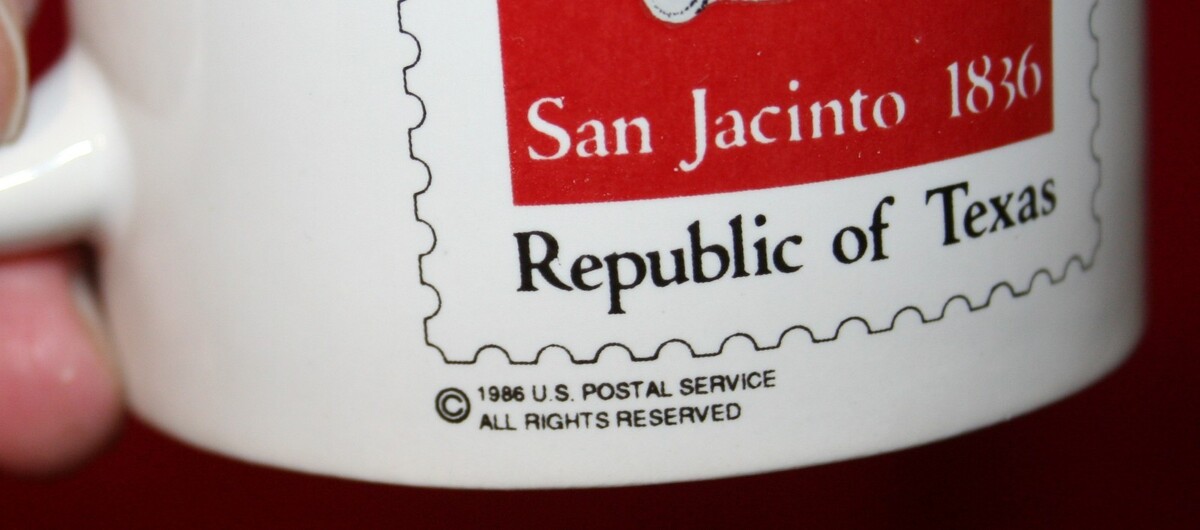 San Jacinto 1836
Republic of Texas
© 1986 U.S. POSTAL SERVICE
ALL RIGHTS RESERVED